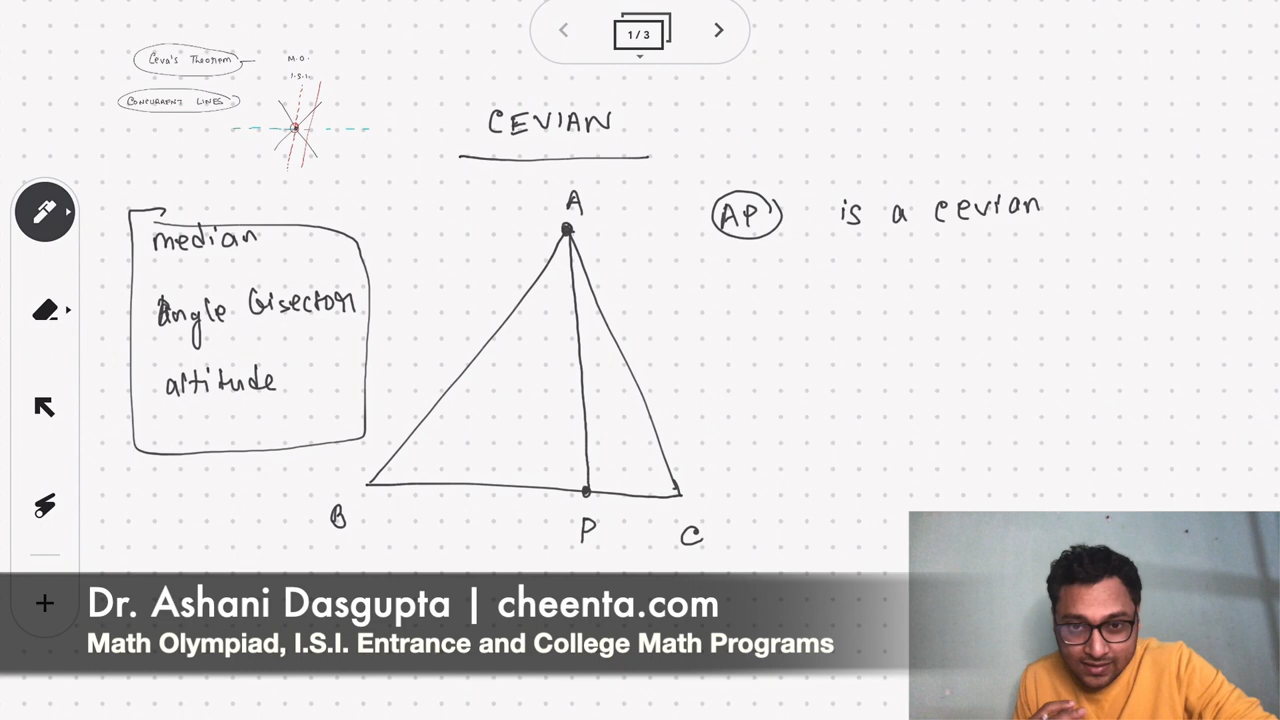 1 / 3
Ceva's Theorem
M.O.
I.S.I.
CONCURRENT LINES
CEVIAN
A
AP is a cevian
median
Angle bisector
altitude
B
P
C
Dr. Ashani Dasgupta | cheenta.com
Math Olympiad, I.S.I. Entrance and College Math Programs